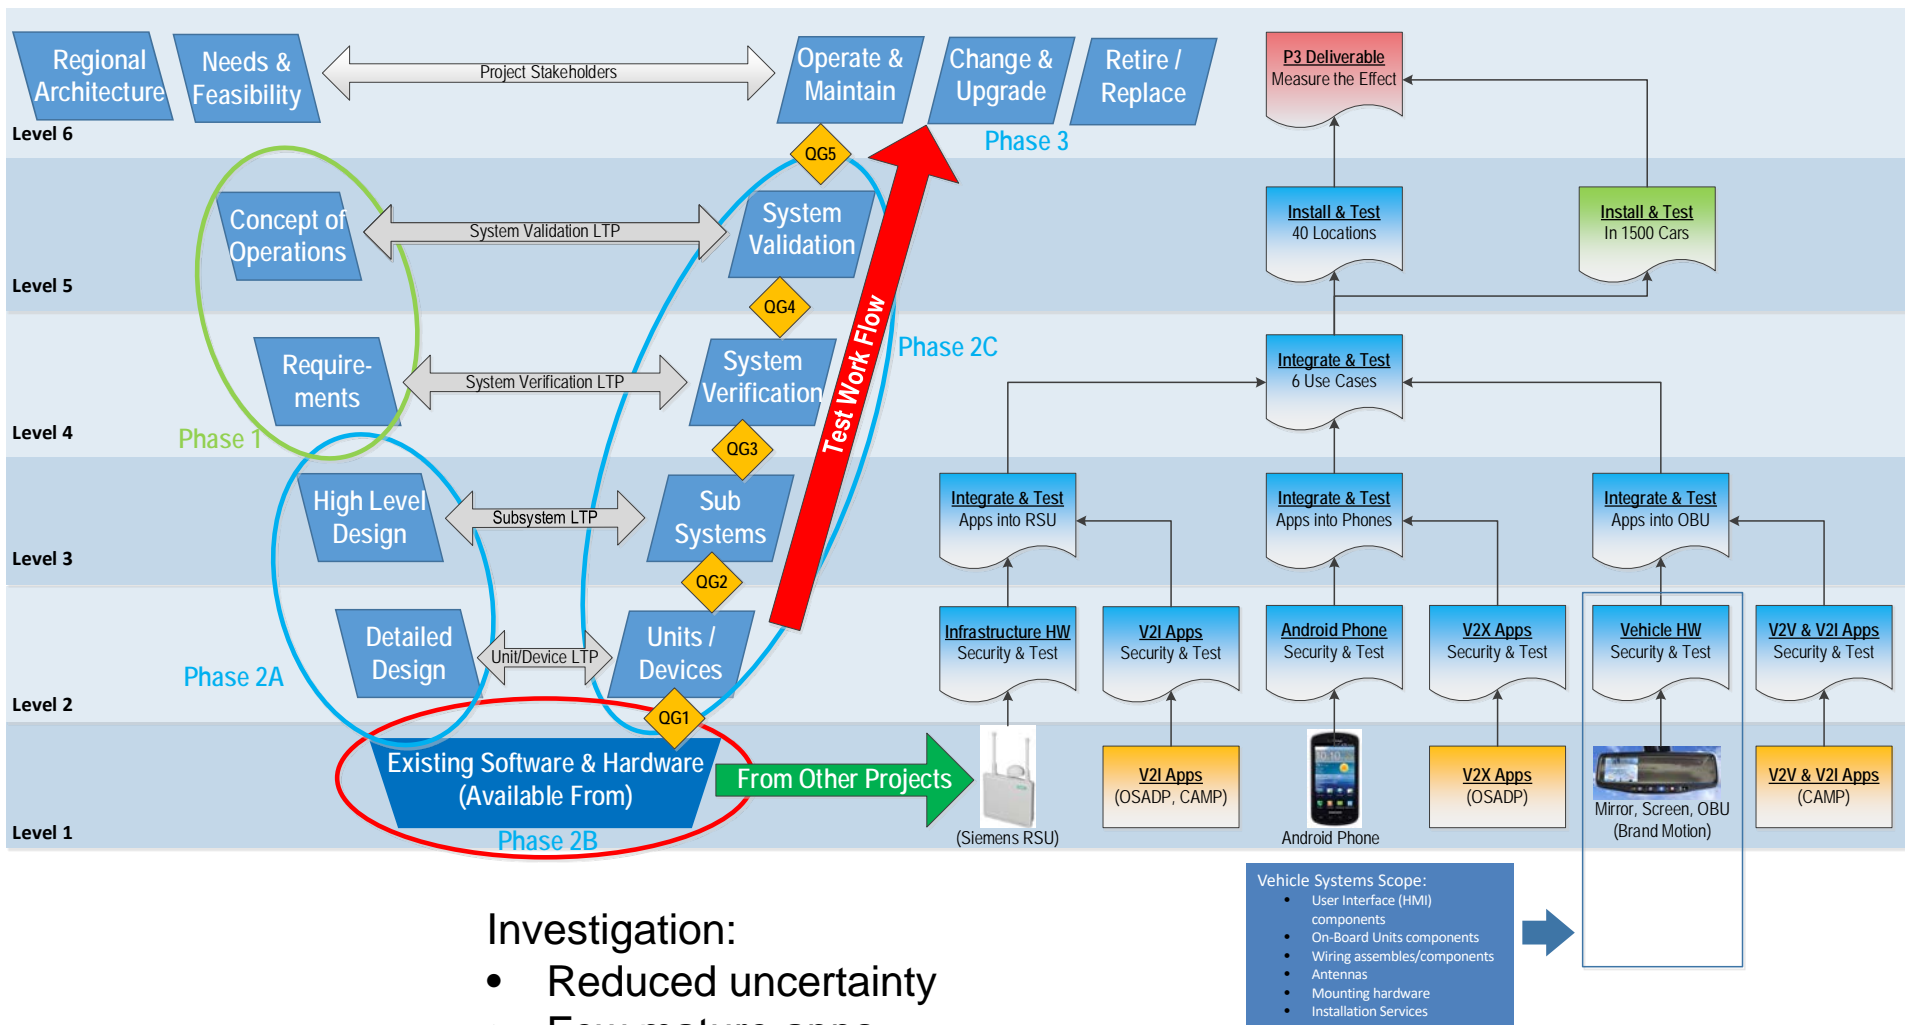 Regional
Architecture
Needs &
Feasibility
Project Stakeholders
Operate &
Maintain
Change &
Upgrade
Retire /
Replace
Level 6
QG5
Phase 3
Concept of
Operations
System Validation LTP
System
Validation
Level 5
QG4
Require-
ments
System Verification LTP
System
Verification
Phase 2C
Test Work Flow
Level 4
Phase 1
QG3
High Level
Design
Subsystem LTP
Sub
Systems
Level 3
QG2
Detailed
Design
Unit/Device LTP
Units /
Devices
Phase 2A
Level 2
QG1
Existing Software & Hardware
(Available From)
From Other Projects
Phase 2B
Level 1
P3 Deliverable
Measure the Effect
Install & Test
40 Locations
Install & Test
In 1500 Cars
Integrate & Test
6 Use Cases
Integrate & Test
Apps into RSU
Integrate & Test
Apps into Phones
Integrate & Test
Apps into OBU
Infrastructure HW
Security & Test
V2I Apps
Security & Test
Android Phone
Security & Test
V2X Apps
Security & Test
Vehicle HW
Security & Test
V2V & V2I Apps
Security & Test
(Siemens RSU)
V2I Apps
(OSADP, CAMP)
10:10
Android Phone
V2X Apps
(OSADP)
Mirror, Screen, OBU
(Brand Motion)
V2V & V2I Apps
(CAMP)
Vehicle Systems Scope:
• User Interface (HMI)
components
• On-Board Units components
• Wiring assembles/components
• Antennas
• Mounting hardware
• Installation Services
Investigation:
• Reduced uncertainty
• Few mature apps